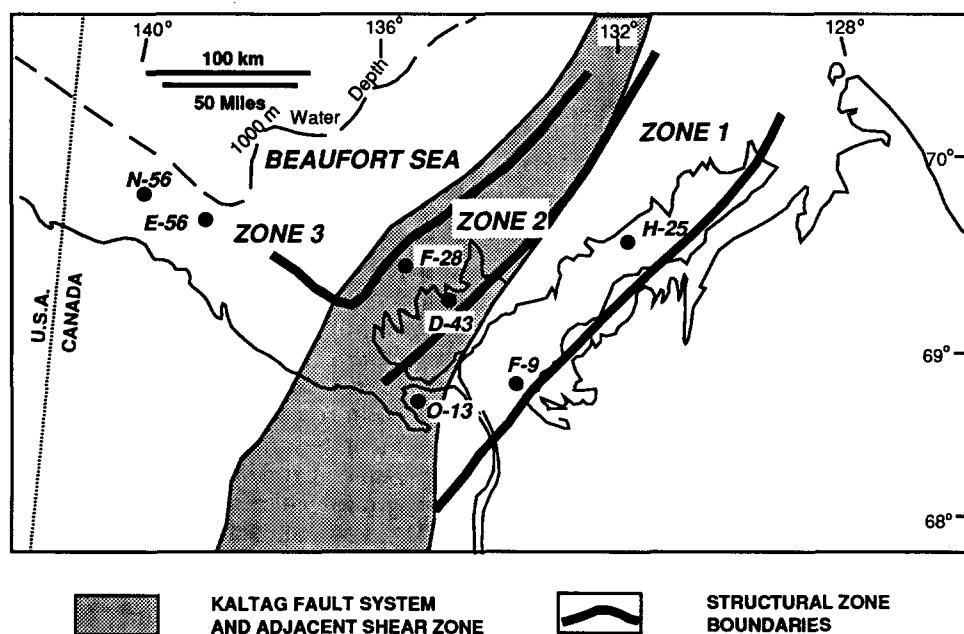 140° 136° 132° 128°
100 km
50 Miles
1000 m Water Depth
BEAUFORT SEA
ZONE 1
70°
N-56
E-56
ZONE 3
ZONE 2
H-25
F-28
D-43
U.S.A.
CANADA
F-9
69°
O-13
68°
KALTAG FAULT SYSTEM
AND ADJACENT SHEAR ZONE
STRUCTURAL ZONE
BOUNDARIES